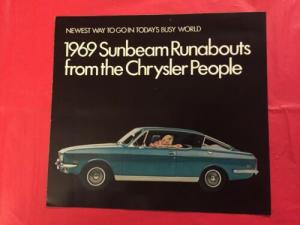 NEWEST WAY TO GO IN TODAY'S BUSY WORLD
1969 Sunbeam Runabouts
from the Chrysler People